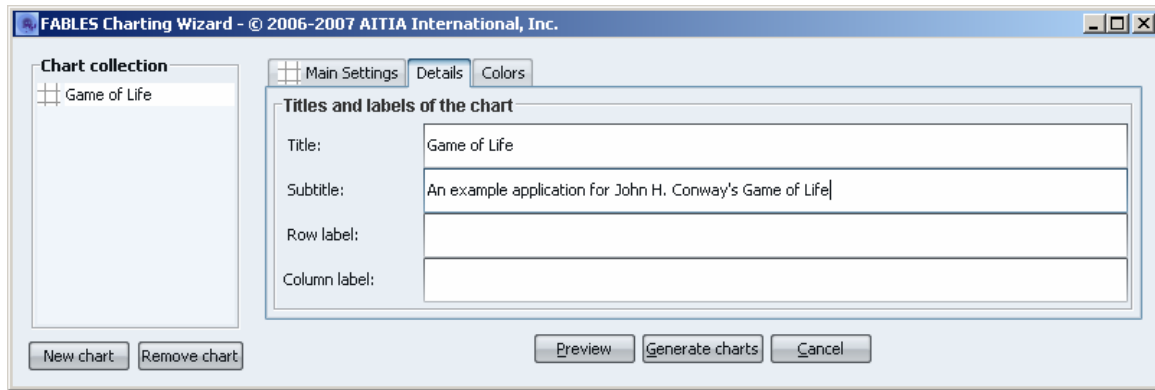 FABLES Charting Wizard - © 2006-2007 AITIA International, Inc.
Chart collection
Game of Life
Main Settings
Details
Colors
Titles and labels of the chart
Title:
Game of Life
Subtitle:
An example application for John H. Conway's Game of Life
Row label:
Column label:
New chart
Remove chart
Preview
Generate charts
Cancel